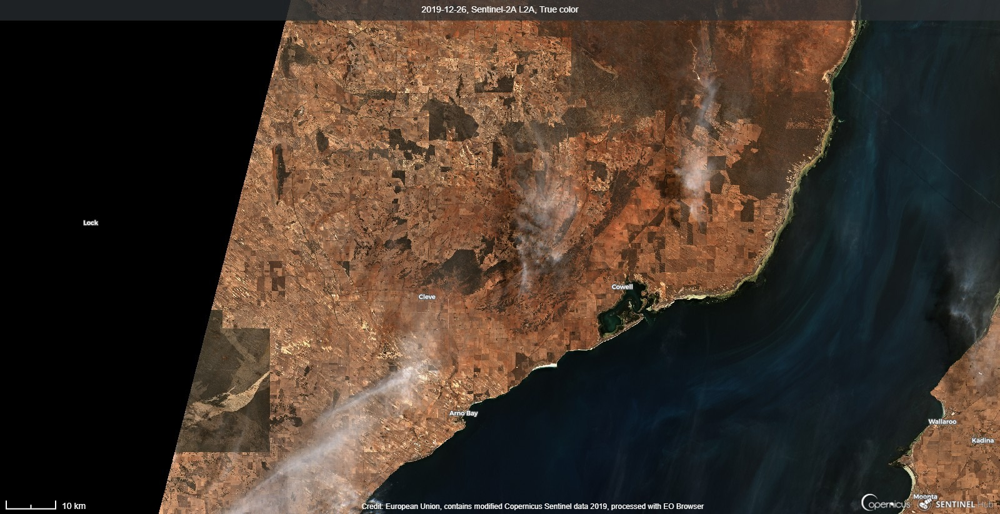 2019-12-26, Sentinel-2A L2A, True color
Lock
Cowell
Cleve
Arno Bay
Wallaroo
Kadina
Moonta
10 km
Credit: European Union, contains modified Copernicus Sentinel data 2019, processed with EO Browser
Copernicus
SENTINEL Hub